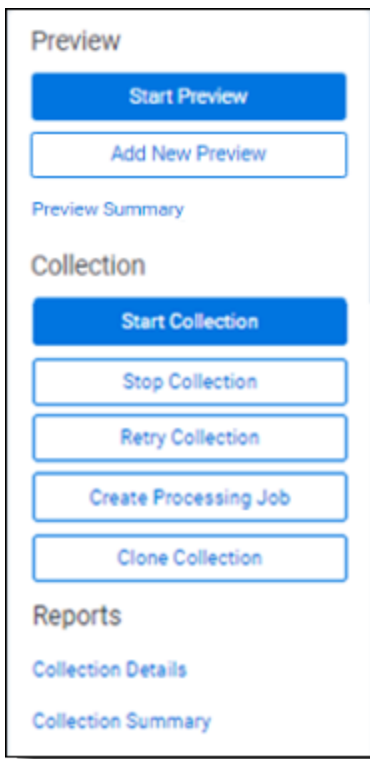 Preview
Start Preview
Add New Preview
Preview Summary
Collection
Start Collection
Stop Collection
Retry Collection
Create Processing Job
Clone Collection
Reports
Collection Details
Collection Summary